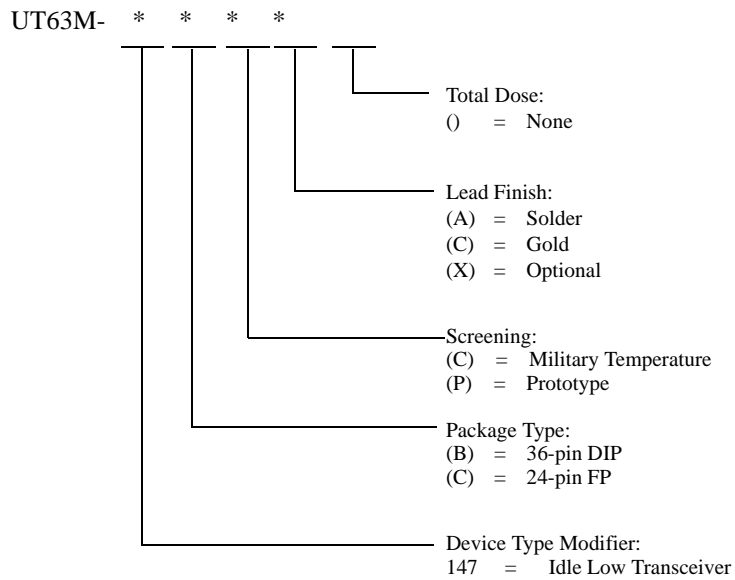 UT63M- * * * *
Total Dose:
() = None
Lead Finish:
(A) = Solder
(C) = Gold
(X) = Optional
Screening:
(C) = Military Temperature
(P) = Prototype
Package Type:
(B) = 36-pin DIP
(C) = 24-pin FP
Device Type Modifier:
147 = Idle Low Transceiver